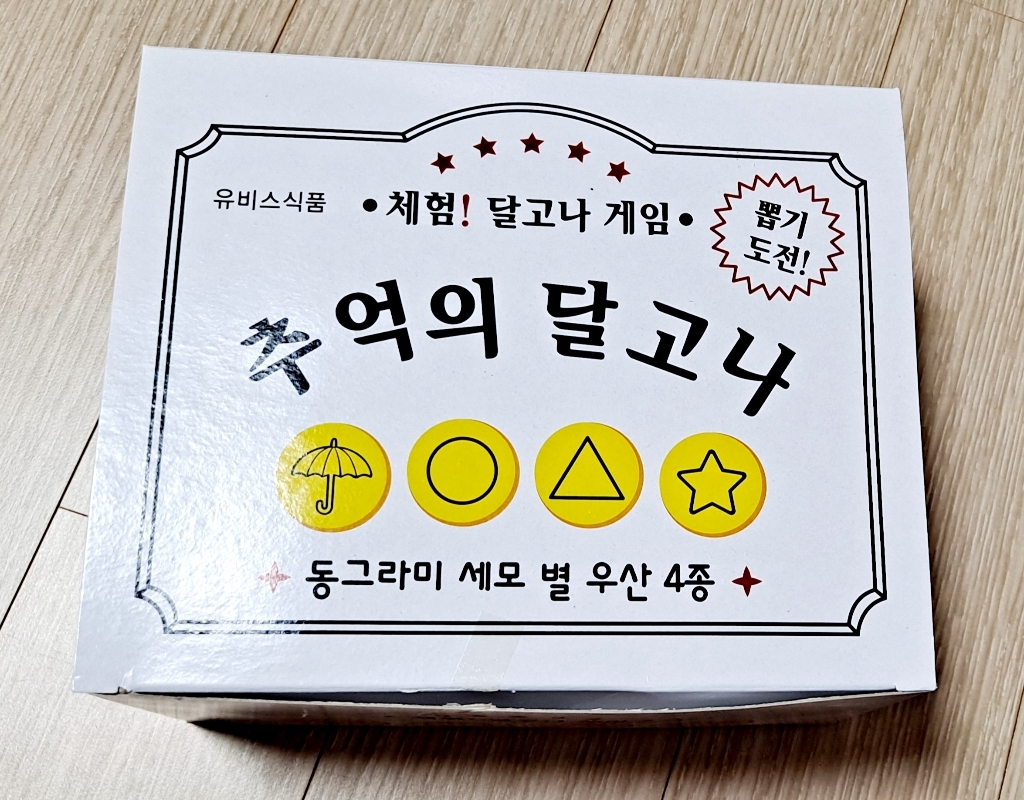 유비스식품
•체험! 달고나 게임•
뽑기
도전!
추억의 달고나
동그라미 세모 별 우산 4종